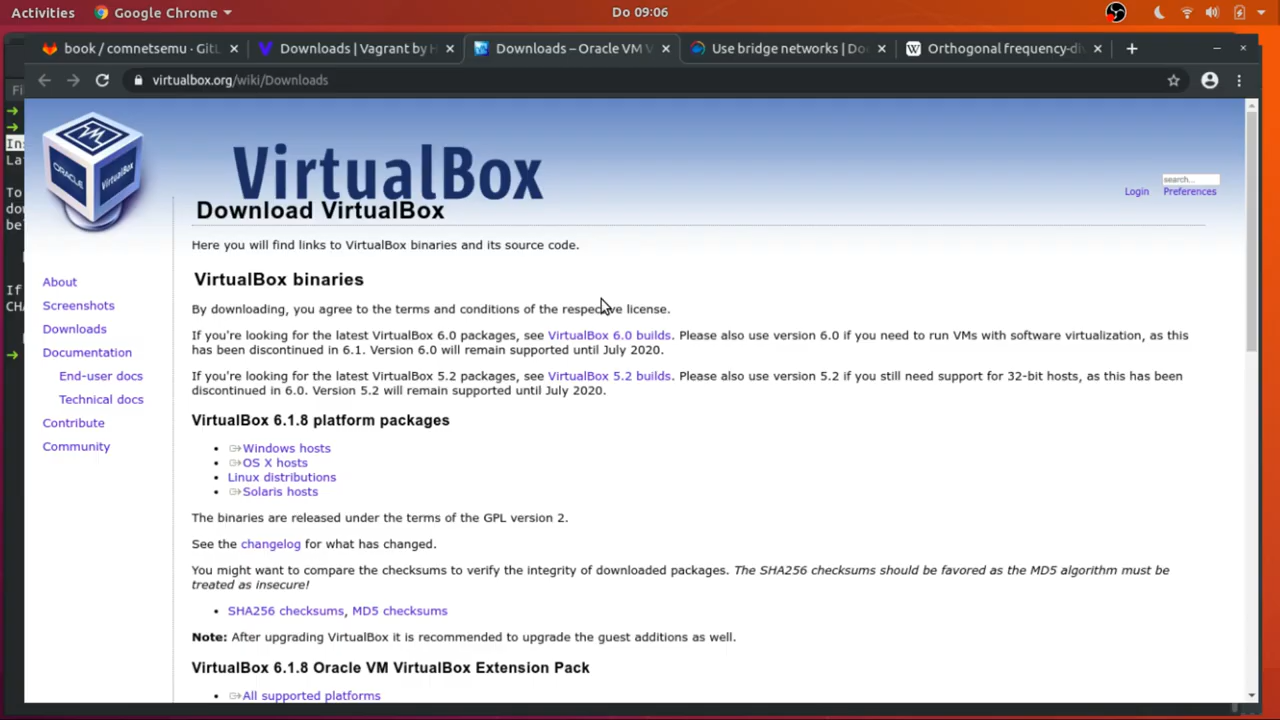 Activities
Google Chrome
Do 09:06
book / comnetsemu · GitL
Downloads | Vagrant by H
Downloads – Oracle VM V
Use bridge networks | Do
Orthogonal frequency-di
virtualbox.org/wiki/Downloads
VirtualBox
ORACLE
VirtualBox
Login
search...
Preferences
Download VirtualBox
Here you will find links to VirtualBox binaries and its source code.
About
Screenshots
Downloads
Documentation
End-user docs
Technical docs
Contribute
Community
VirtualBox binaries
By downloading, you agree to the terms and conditions of the respective license.
If you're looking for the latest VirtualBox 6.0 packages, see VirtualBox 6.0 builds. Please also use version 6.0 if you need to run VMs with software virtualization, as this
has been discontinued in 6.1. Version 6.0 will remain supported until July 2020.
If you're looking for the latest VirtualBox 5.2 packages, see VirtualBox 5.2 builds. Please also use version 5.2 if you still need support for 32-bit hosts, as this has been
discontinued in 6.0. Version 5.2 will remain supported until July 2020.
VirtualBox 6.1.8 platform packages
Windows hosts
OS X hosts
Linux distributions
Solaris hosts
The binaries are released under the terms of the GPL version 2.
See the changelog for what has changed.
You might want to compare the checksums to verify the integrity of downloaded packages. The SHA256 checksums should be favored as the MD5 algorithm must be
treated as insecure!
SHA256 checksums, MD5 checksums
Note: After upgrading VirtualBox it is recommended to upgrade the guest additions as well.
VirtualBox 6.1.8 Oracle VM VirtualBox Extension Pack
All supported platforms